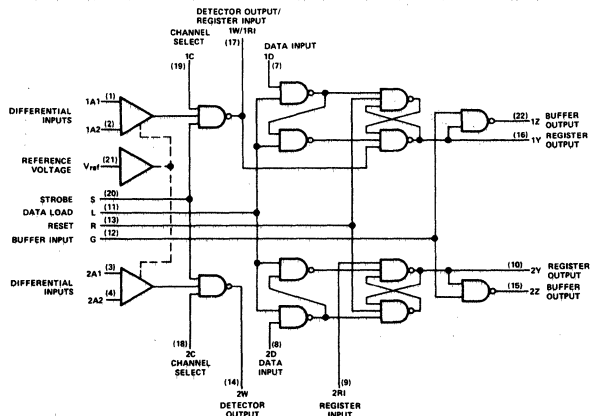 DETECTOR OUTPUT/
REGISTER INPUT
1W/1RI
(17)
CHANNEL
SELECT
1C
(19)
DATA INPUT
1D
(7)
DIFFERENTIAL
INPUTS
1A1 (1)
1A2 (2)
(22) 1Z BUFFER
OUTPUT
(16) 1Y REGISTER
OUTPUT
REFERENCE
VOLTAGE
Vref (21)
STROBE S (20)
DATA LOAD L (11)
RESET R (13)
BUFFER INPUT G (12)
DIFFERENTIAL
INPUTS
2A1 (3)
2A2 (4)
(10) 2Y REGISTER
OUTPUT
(15) 2Z BUFFER
OUTPUT
(18)
2C
CHANNEL
SELECT
(8)
2D
DATA
INPUT
(14) 2W
DETECTOR
OUTPUT
(9)
2RI
REGISTER
INPUT